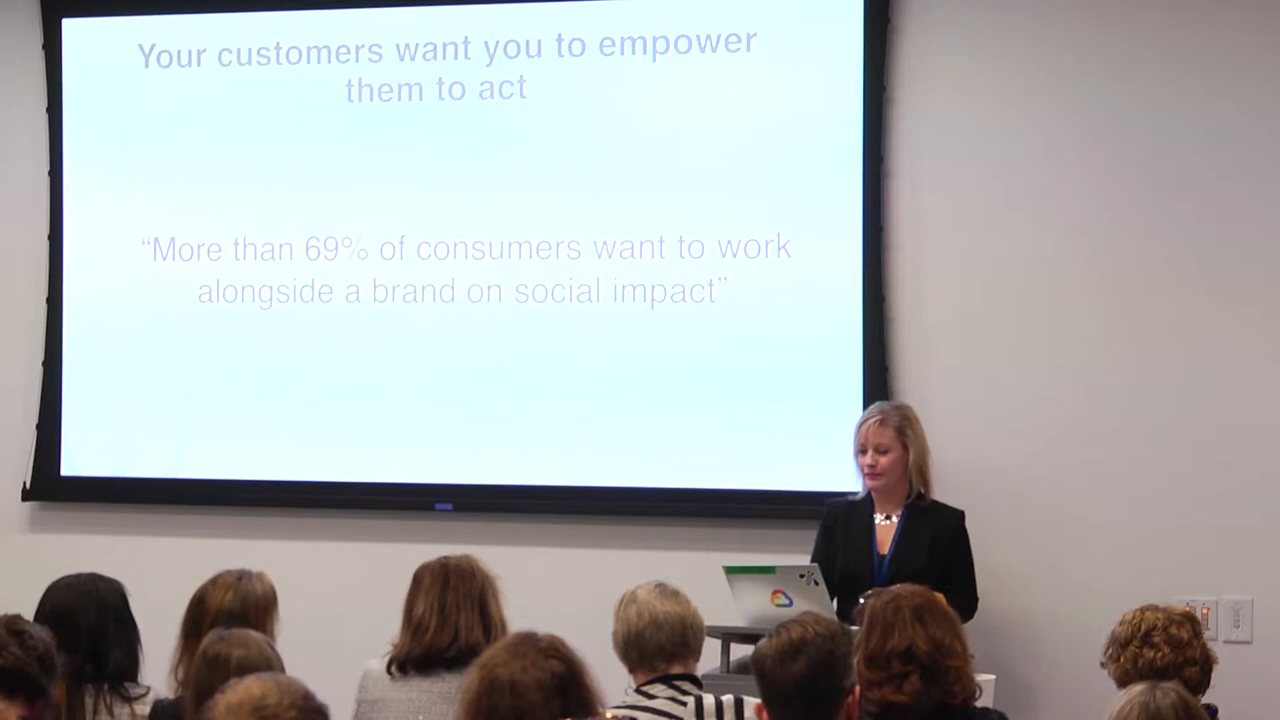 Your customers want you to empower
them to act
“More than 69% of consumers want to work
alongside a brand on social impact”